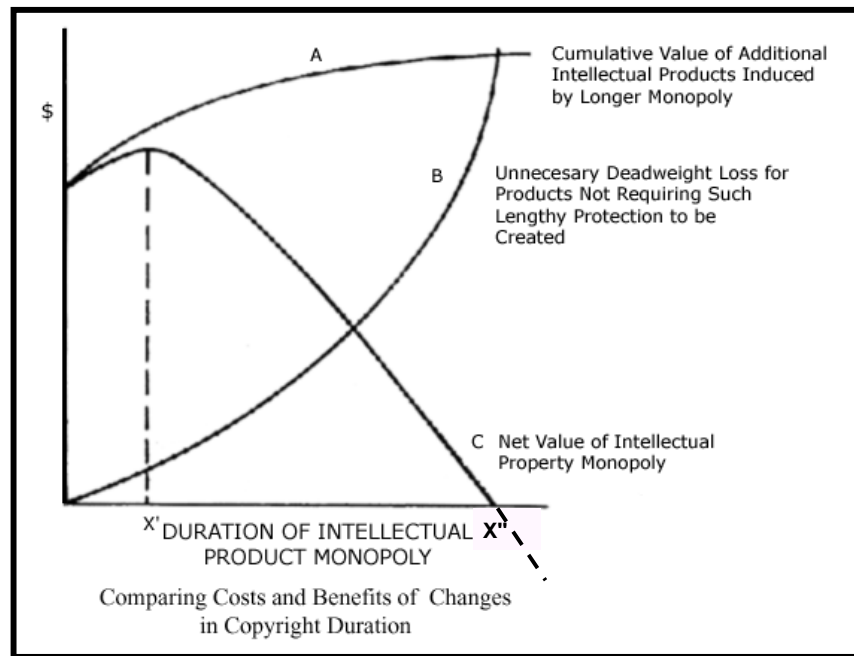 A
Cumulative Value of Additional
Intellectual Products Induced
by Longer Monopoly
$
B
Unnecesary Deadweight Loss for
Products Not Requiring Such
Lengthy Protection to be
Created
C Net Value of Intellectual
Property Monopoly
X' DURATION OF INTELLECTUAL X"
PRODUCT MONOPOLY
Comparing Costs and Benefits of Changes
in Copyright Duration